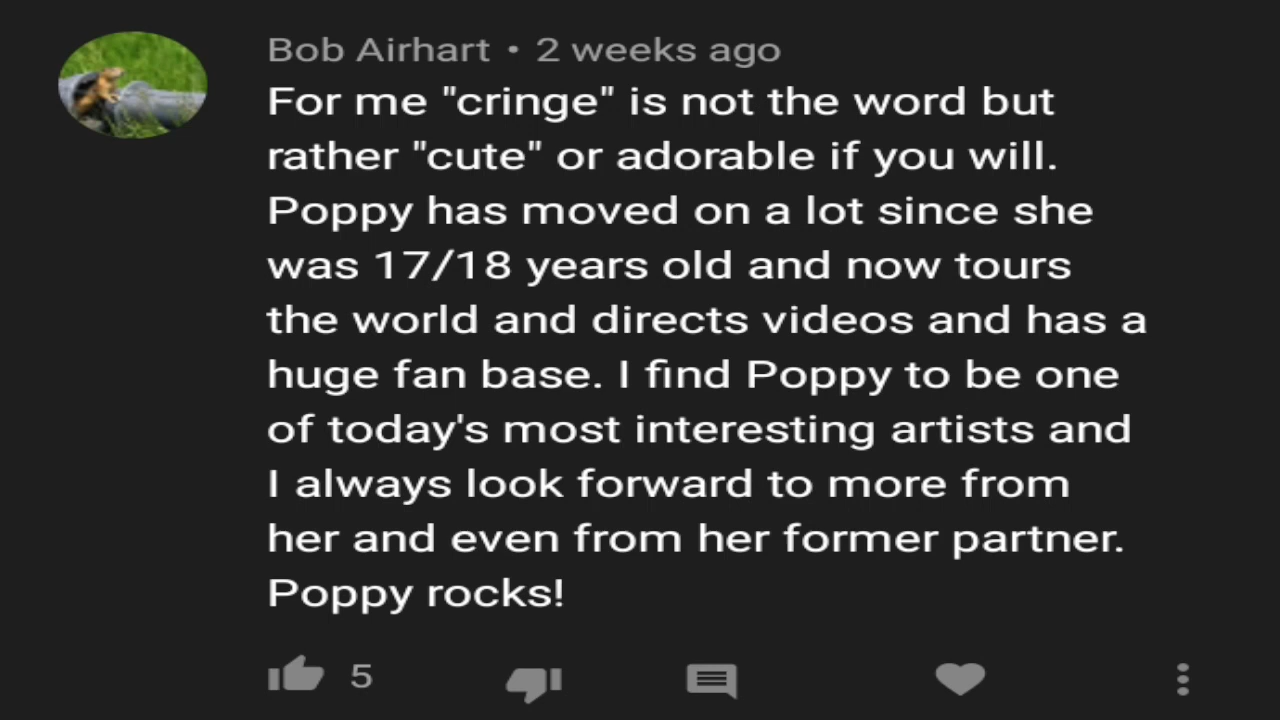 Bob Airhart • 2 weeks ago
For me "cringe" is not the word but
rather "cute" or adorable if you will.
Poppy has moved on a lot since she
was 17/18 years old and now tours
the world and directs videos and has a
huge fan base. I find Poppy to be one
of today's most interesting artists and
I always look forward to more from
her and even from her former partner.
Poppy rocks!
5